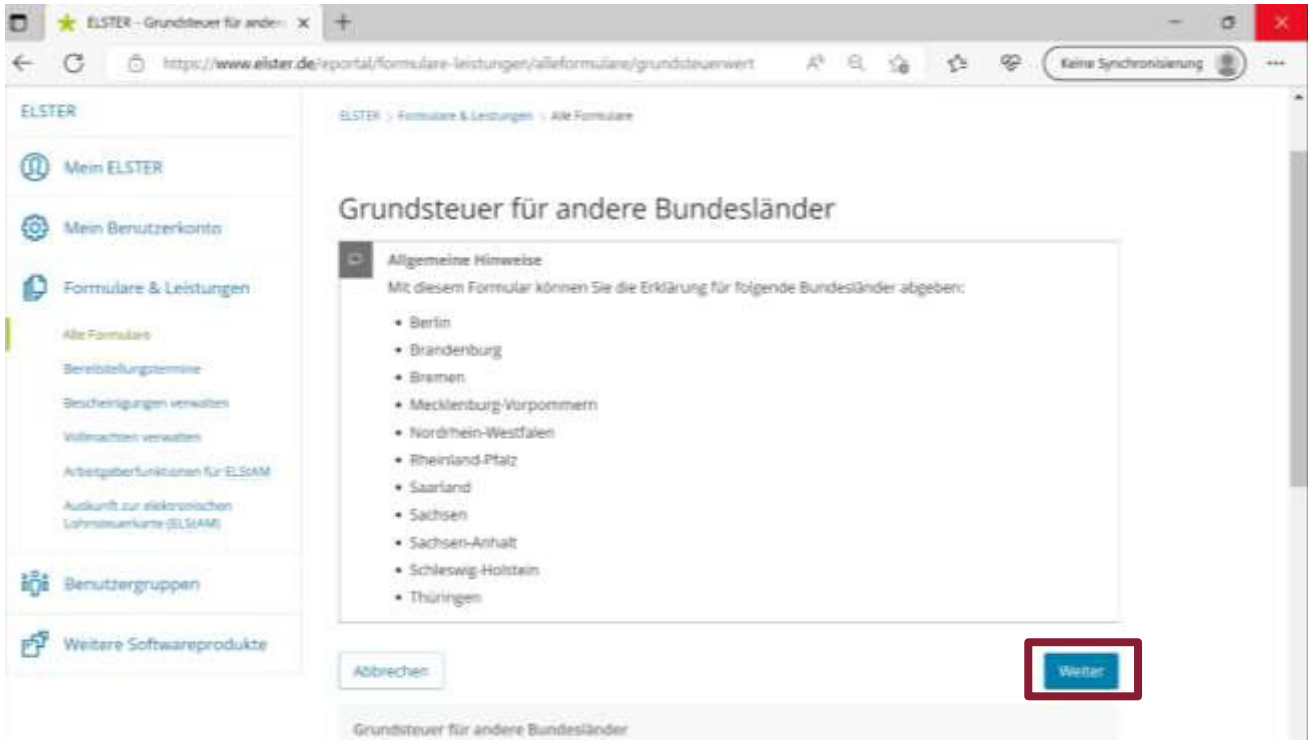 ELSTER - Grundsteuer für ander
https://www.elster.de/eportal/formulare-leistungen/alleformulare/grundsteuerwert
Keine Synchronisierung
ELSTER
Mein ELSTER
Mein Benutzerkonto
Formulare & Leistungen
Alle Formulare
Bereitstellungstermine
Bescheinigungen verwalten
Vollmachten verwalten
Arbeitgeberfunktionen für ELStAM
Auskunft zur elektronischen
Lohnsteuerkarte (ELStAM)
Benutzergruppen
Weitere Softwareprodukte
ELSTER > Formulare & Leistungen > Alle Formulare
Grundsteuer für andere Bundesländer
Allgemeine Hinweise
Mit diesem Formular können Sie die Erklärung für folgende Bundesländer abgeben:
• Berlin
• Brandenburg
• Bremen
• Mecklenburg-Vorpommern
• Nordrhein-Westfalen
• Rheinland-Pfalz
• Saarland
• Sachsen
• Sachsen-Anhalt
• Schleswig-Holstein
• Thüringen
Abbrechen
Weiter
Grundsteuer für andere Bundesländer